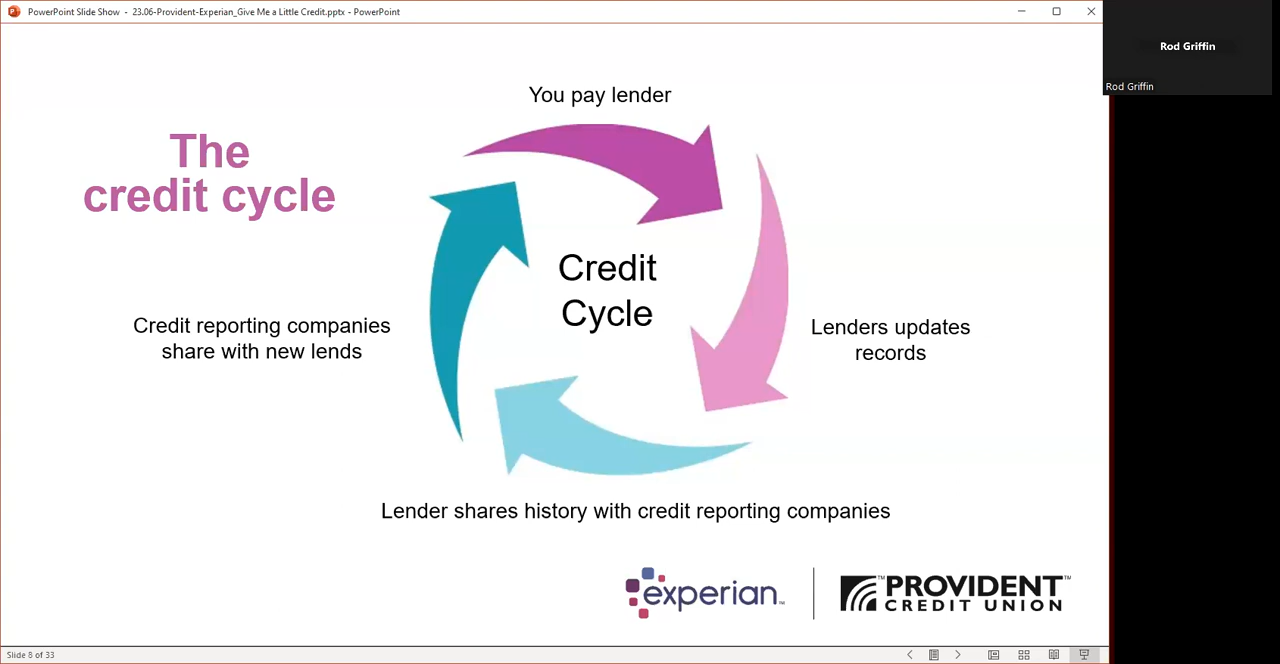 PowerPoint Slide Show - 23.06-Provident-Experian_Give Me a Little Credit.pptx - PowerPoint
Rod Griffin
Rod Griffin
You pay lender
The
credit cycle
Credit
Cycle
Credit reporting companies
share with new lends
Lenders updates
records
Lender shares history with credit reporting companies
experian™
PROVIDENT™
CREDIT UNION
Slide 8 of 33